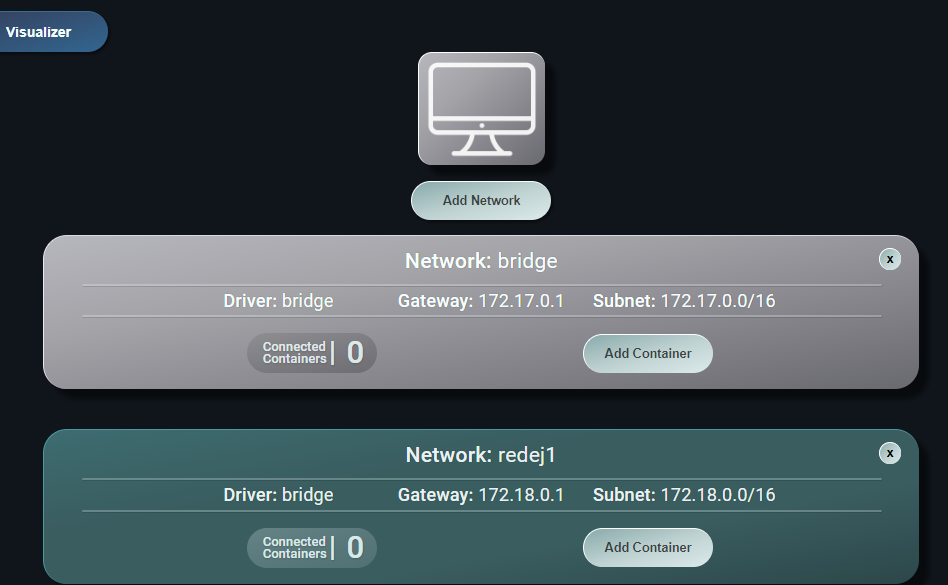 Visualizer
Add Network
Network: bridge
x
Driver: bridge Gateway: 172.17.0.1 Subnet: 172.17.0.0/16
Connected
Containers | 0
Add Container
Network: redej1
x
Driver: bridge Gateway: 172.18.0.1 Subnet: 172.18.0.0/16
Connected
Containers | 0
Add Container